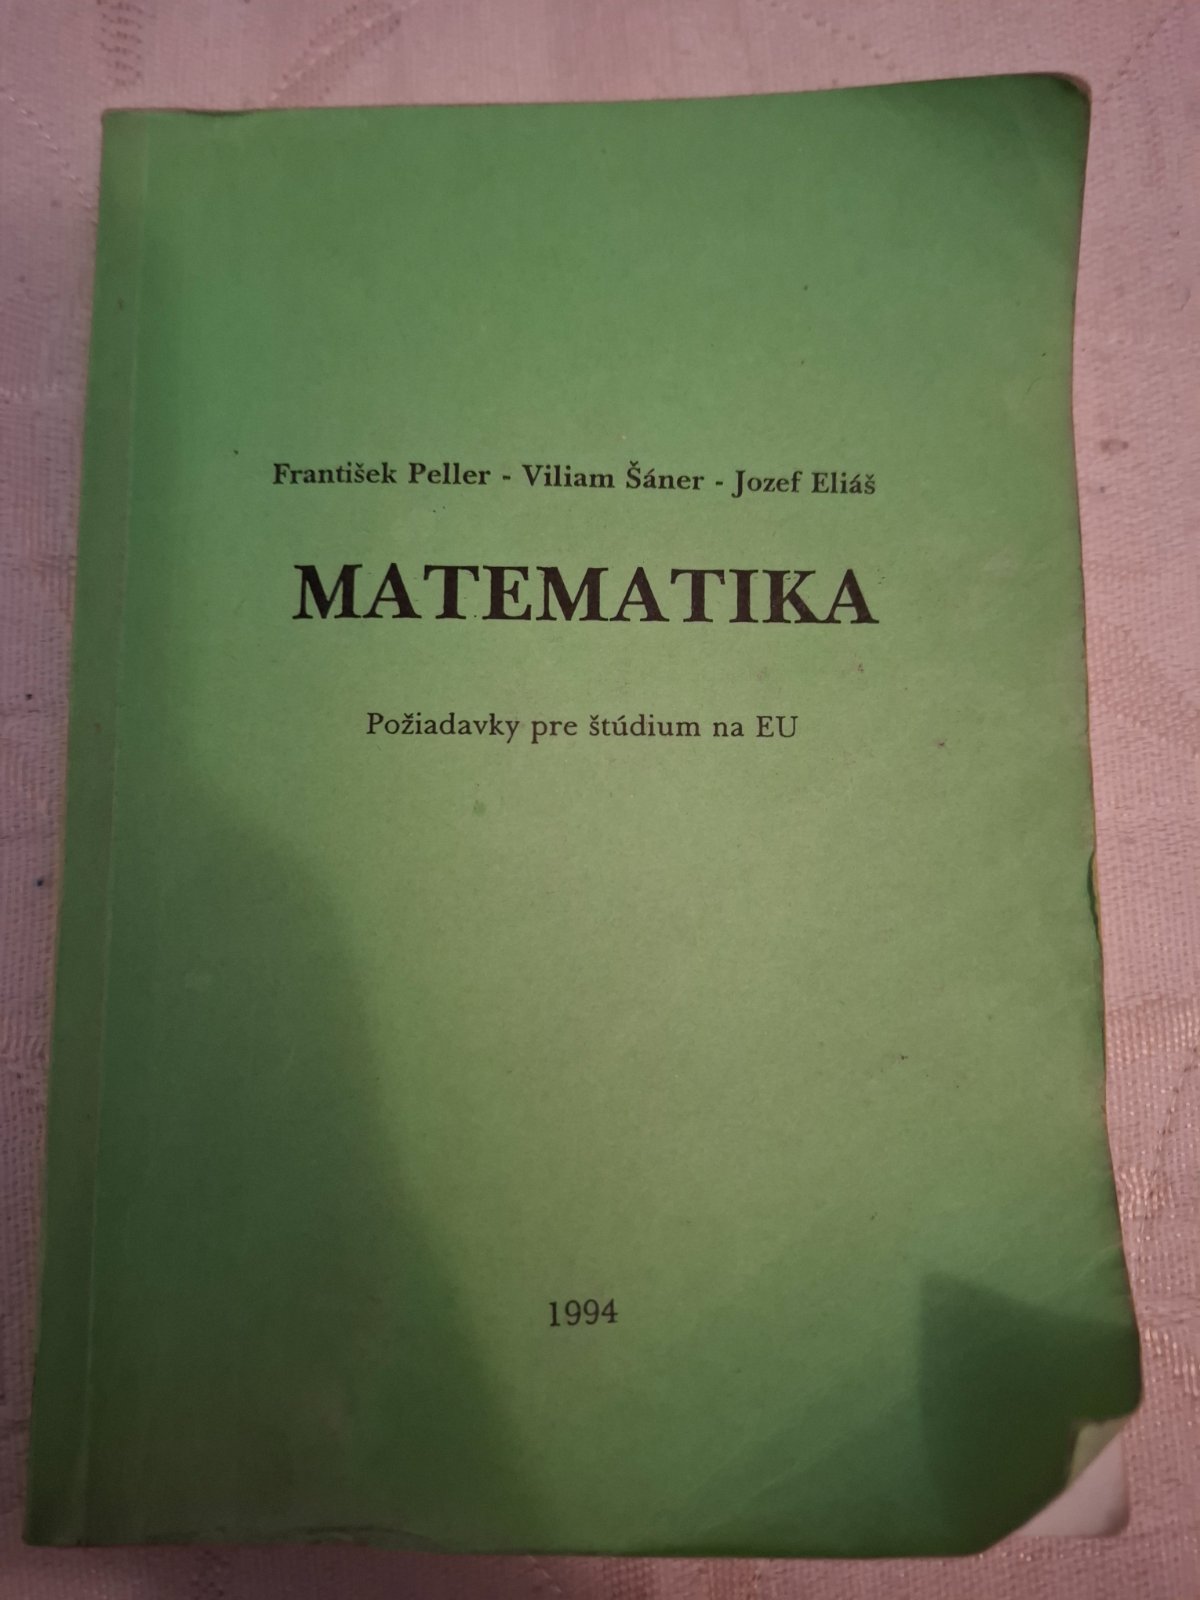 František Peller - Viliam Šáner - Jozef Eliáš
MATEMATIKA
Požiadavky pre štúdium na EU
1994